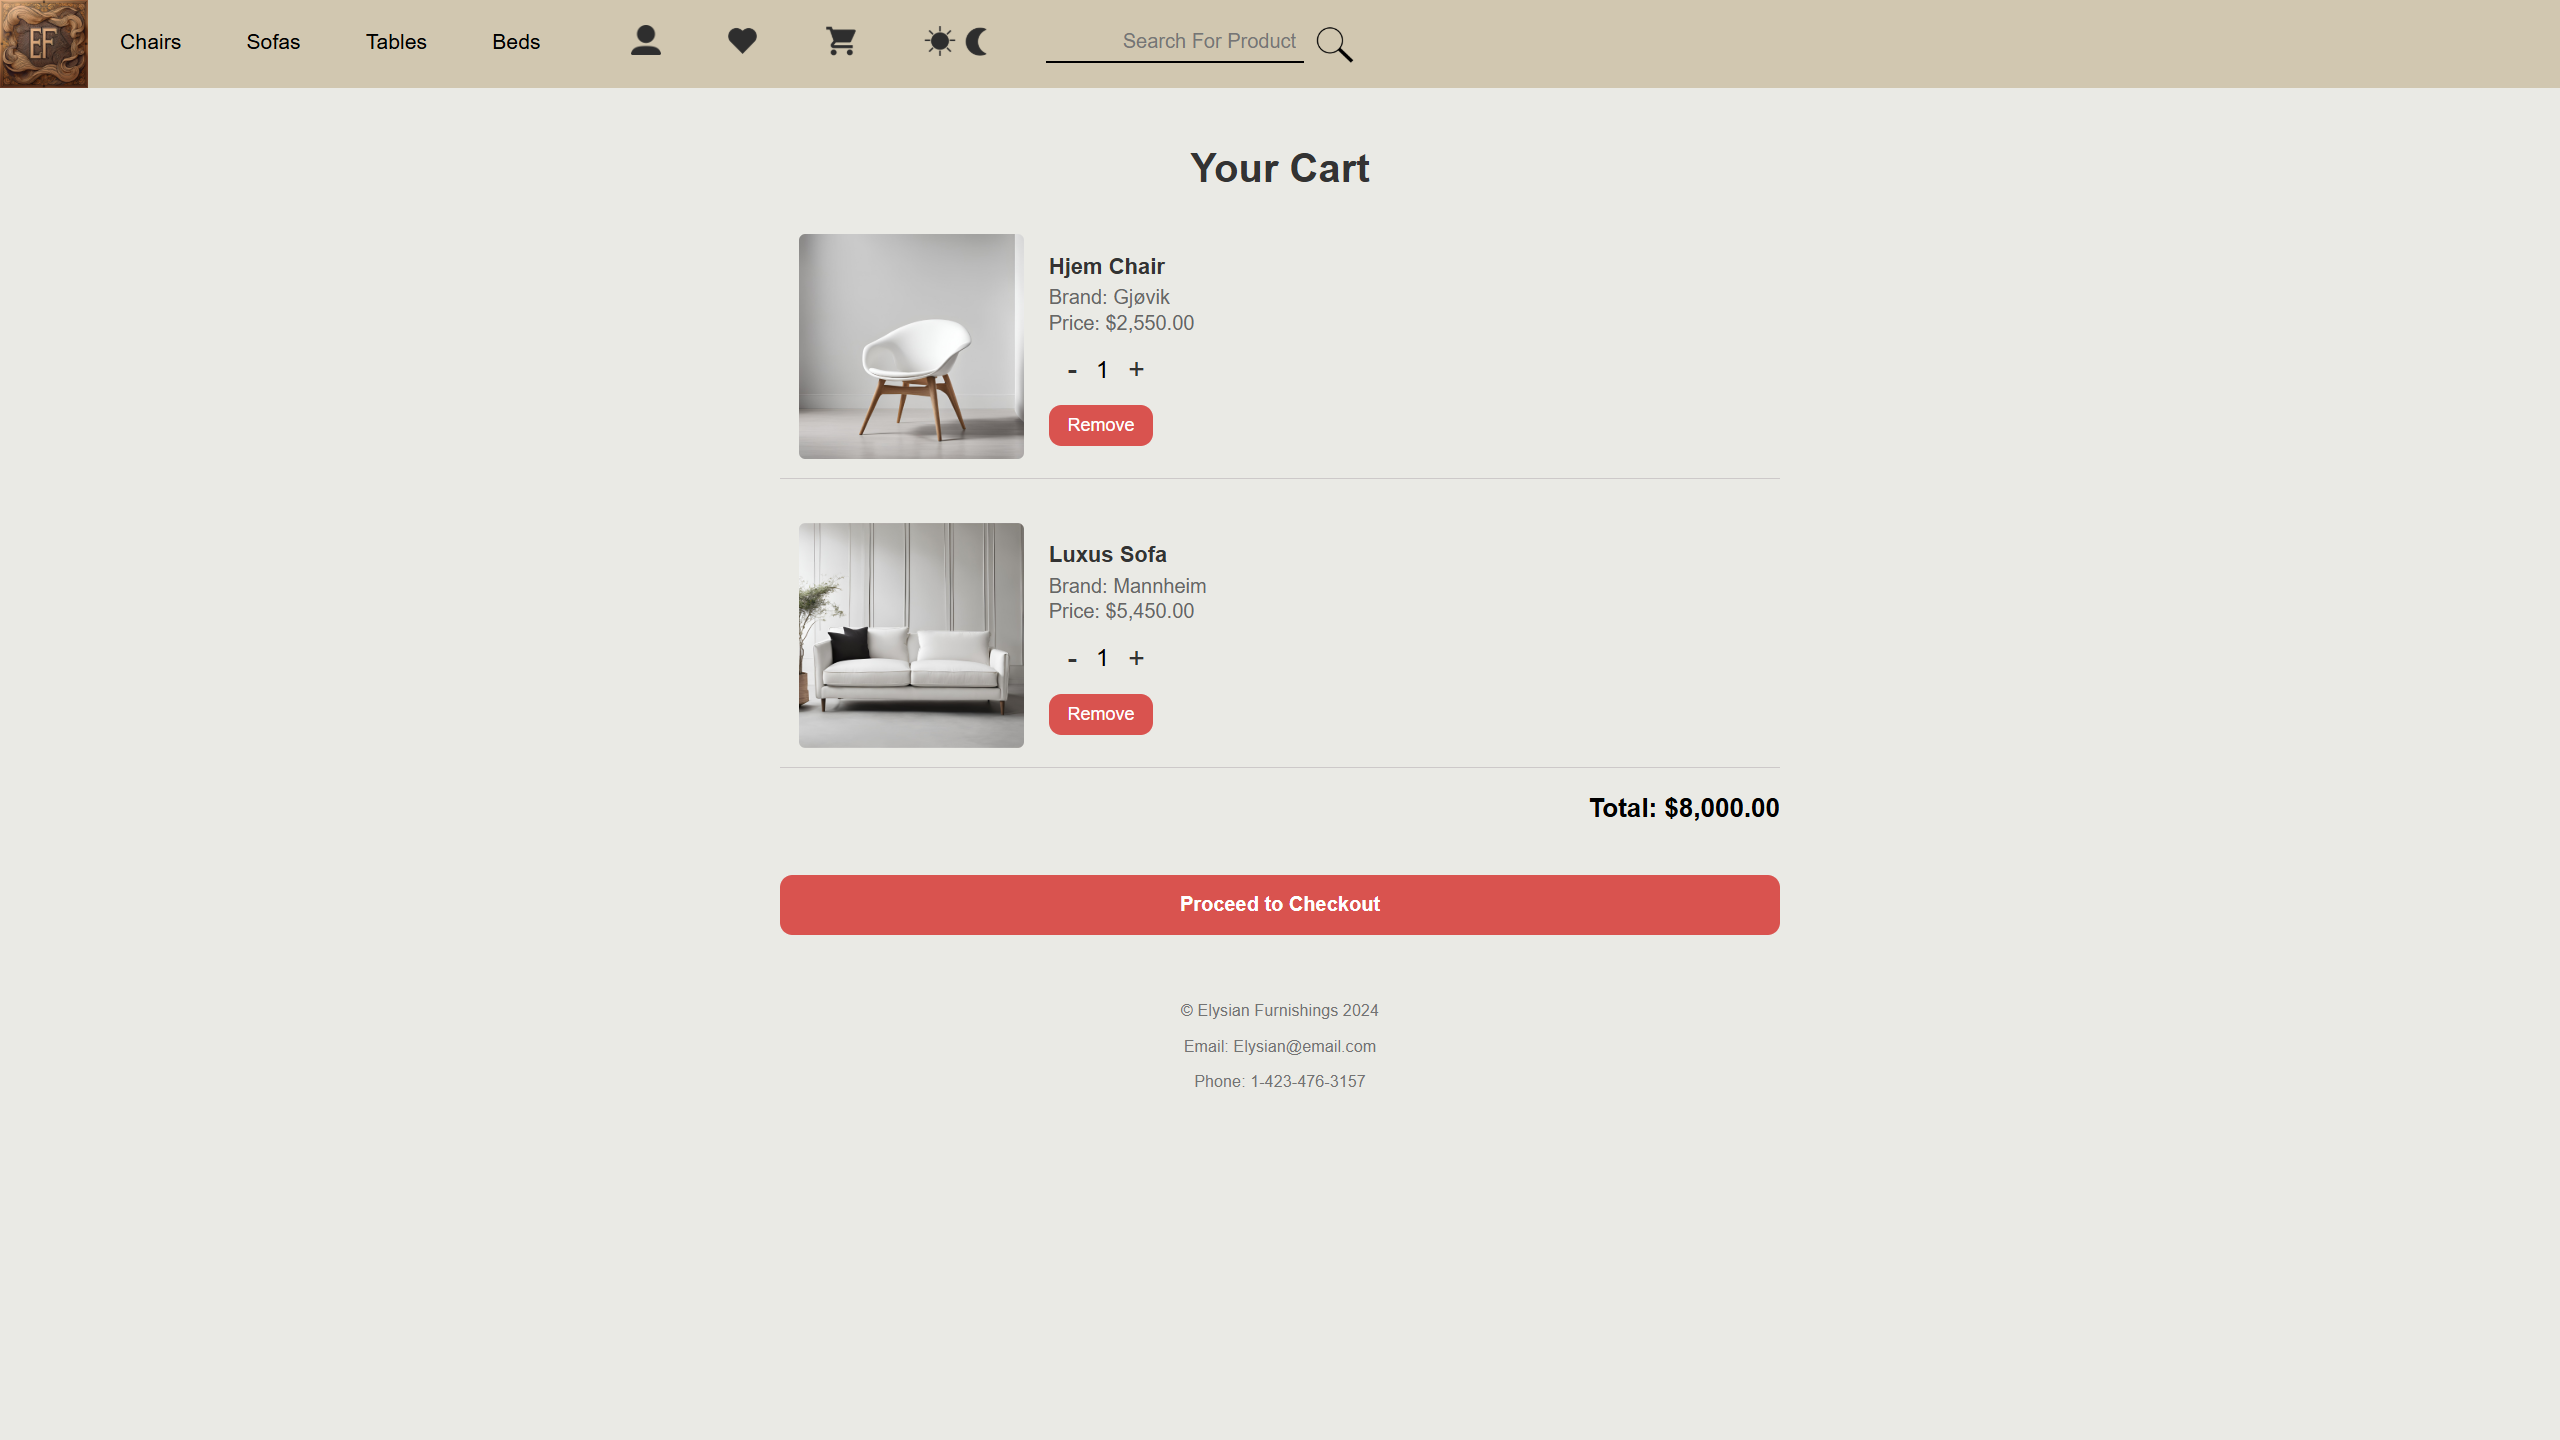 EF
Chairs
Sofas
Tables
Beds
Search For Product
Your Cart
Hjem Chair
Brand: Gjøvik
Price: $2,550.00
- 1 +
Remove
Luxus Sofa
Brand: Mannheim
Price: $5,450.00
- 1 +
Remove
Total: $8,000.00
Proceed to Checkout
© Elysian Furnishings 2024
Email: Elysian@email.com
Phone: 1-423-476-3157